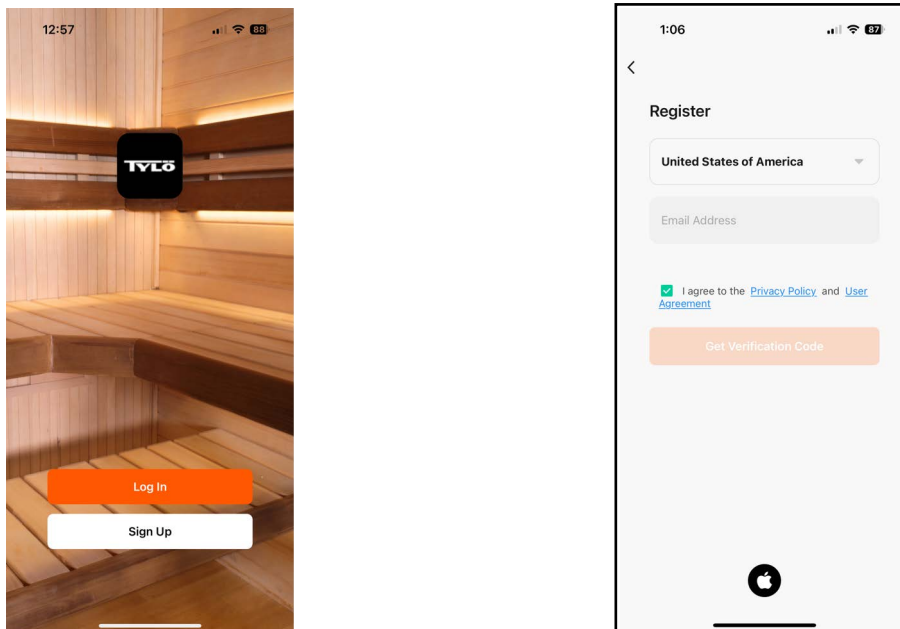 12:57
88
TYLÖ
Log In
Sign Up
1:06
87
Register
United States of America
Email Address
I agree to the Privacy Policy and User
Agreement
Get Verification Code